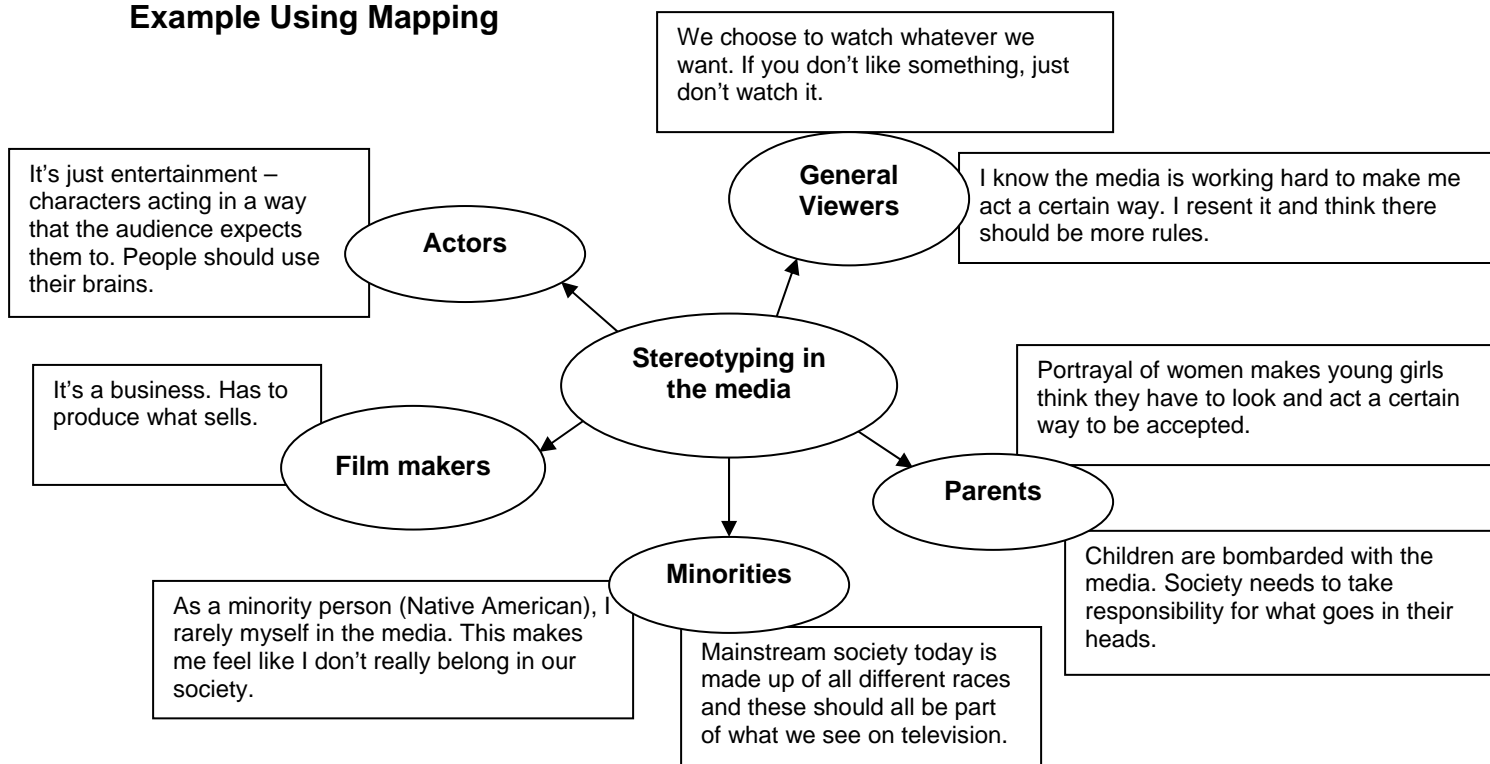 Example Using Mapping
We choose to watch whatever we
want. If you don’t like something, just
don’t watch it.
General
Viewers
I know the media is working hard to make me
act a certain way. I resent it and think there
should be more rules.
It’s just entertainment –
characters acting in a way
that the audience expects
them to. People should use
their brains.
Actors
Stereotyping in
the media
It’s a business. Has to
produce what sells.
Film makers
Portrayal of women makes young girls
think they have to look and act a certain
way to be accepted.
Parents
Children are bombarded with the
media. Society needs to take
responsibility for what goes in their
heads.
Minorities
As a minority person (Native American), I
rarely myself in the media. This makes
me feel like I don’t really belong in our
society.
Mainstream society today is
made up of all different races
and these should all be part
of what we see on television.